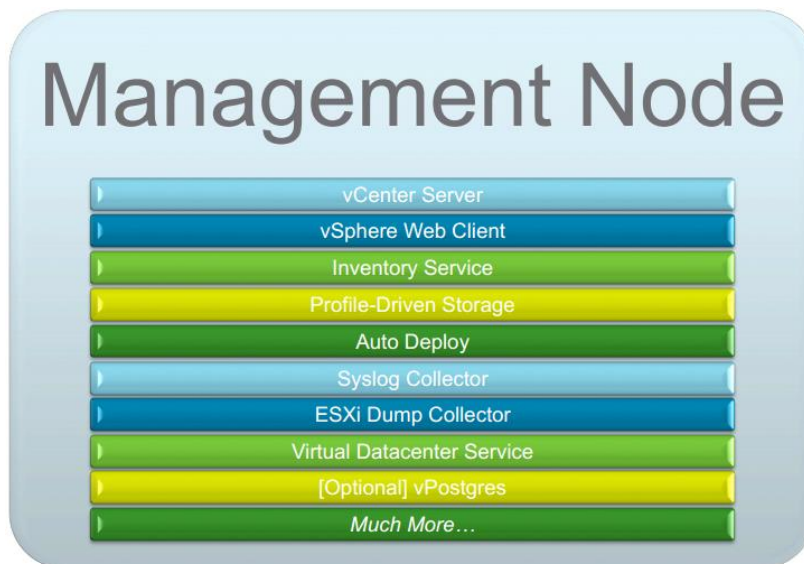 Management Node
vCenter Server
vSphere Web Client
Inventory Service
Profile-Driven Storage
Auto Deploy
Syslog Collector
ESXi Dump Collector
Virtual Datacenter Service
[Optional] vPostgres
Much More…